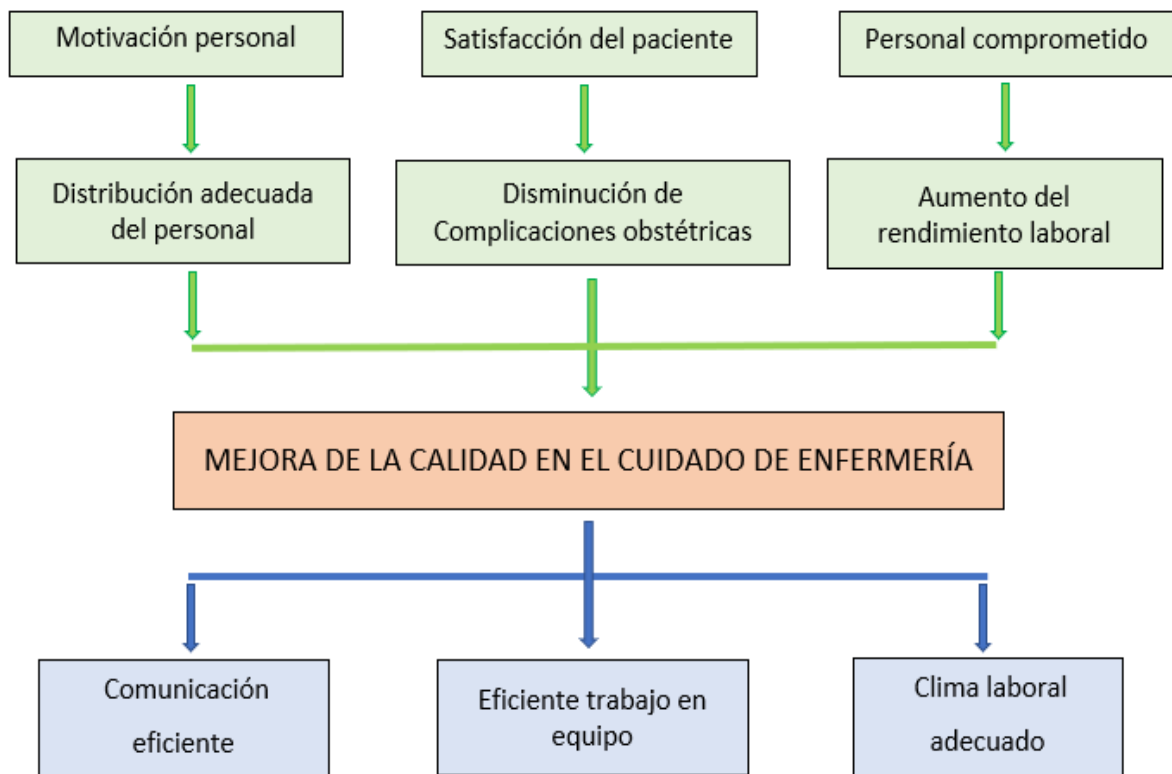 Motivación personal
Satisfacción del paciente
Personal comprometido
Distribución adecuada
del personal
Disminución de
Complicaciones obstétricas
Aumento del
rendimiento laboral
MEJORA DE LA CALIDAD EN EL CUIDADO DE ENFERMERÍA
Comunicación
eficiente
Eficiente trabajo en
equipo
Clima laboral
adecuado